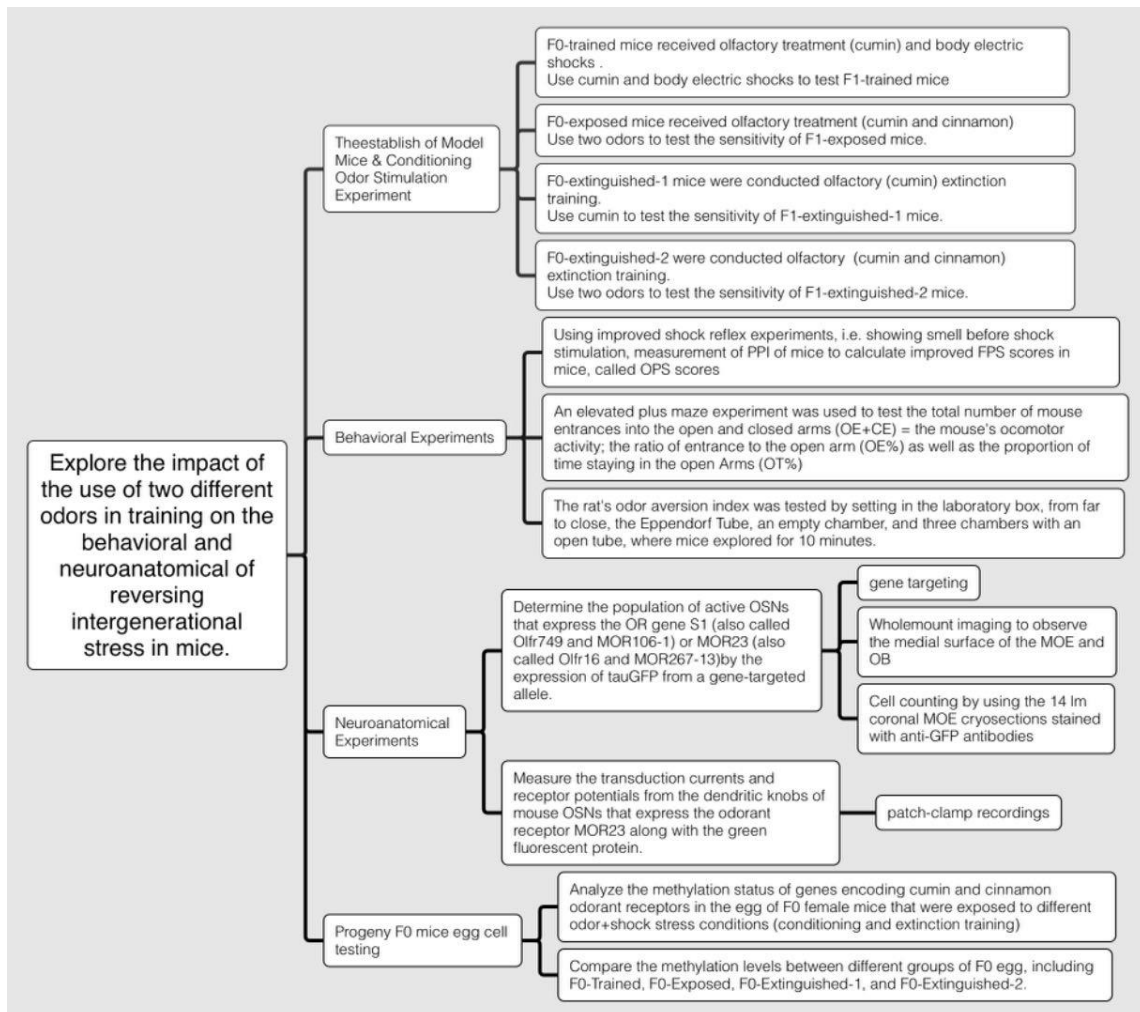 Explore the impact of
the use of two different
odors in training on the
behavioral and
neuroanatomical of
reversing
intergenerational
stress in mice.
Theestablish of Model
Mice & Conditioning
Odor Stimulation
Experiment
F0-trained mice received olfactory treatment (cumin) and body electric
shocks .
Use cumin and body electric shocks to test F1-trained mice
F0-exposed mice received olfactory treatment (cumin and cinnamon)
Use two odors to test the sensitivity of F1-exposed mice.
F0-extinguished-1 mice were conducted olfactory (cumin) extinction
training.
Use cumin to test the sensitivity of F1-extinguished-1 mice.
F0-extinguished-2 were conducted olfactory (cumin and cinnamon)
extinction training.
Use two odors to test the sensitivity of F1-extinguished-2 mice.
Behavioral Experiments
Using improved shock reflex experiments, i.e. showing smell before shock
stimulation, measurement of PPI of mice to calculate improved FPS scores in
mice, called OPS scores
An elevated plus maze experiment was used to test the total number of mouse
entrances into the open and closed arms (OE+CE) = the mouse's ocomotor
activity; the ratio of entrance to the open arm (OE%) as well as the proportion of
time staying in the open Arms (OT%)
The rat's odor aversion index was tested by setting in the laboratory box, from far
to close, the Eppendorf Tube, an empty chamber, and three chambers with an
open tube, where mice explored for 10 minutes.
Neuroanatomical
Experiments
Determine the population of active OSNs
that express the OR gene S1 (also called
Olfr749 and MOR106-1) or MOR23 (also
called Olfr16 and MOR267-13)by the
expression of tauGFP from a gene-targeted
allele.
gene targeting
Wholemount imaging to observe
the medial surface of the MOE and
OB
Cell counting by using the 14 lm
coronal MOE cryosections stained
with anti-GFP antibodies
Measure the transduction currents and
receptor potentials from the dendritic knobs of
mouse OSNs that express the odorant
receptor MOR23 along with the green
fluorescent protein.
patch-clamp recordings
Progeny F0 mice egg cell
testing
Analyze the methylation status of genes encoding cumin and cinnamon
odorant receptors in the egg of F0 female mice that were exposed to different
odor+shock stress conditions (conditioning and extinction training)
Compare the methylation levels between different groups of F0 egg, including
F0-Trained, F0-Exposed, F0-Extinguished-1, and F0-Extinguished-2.